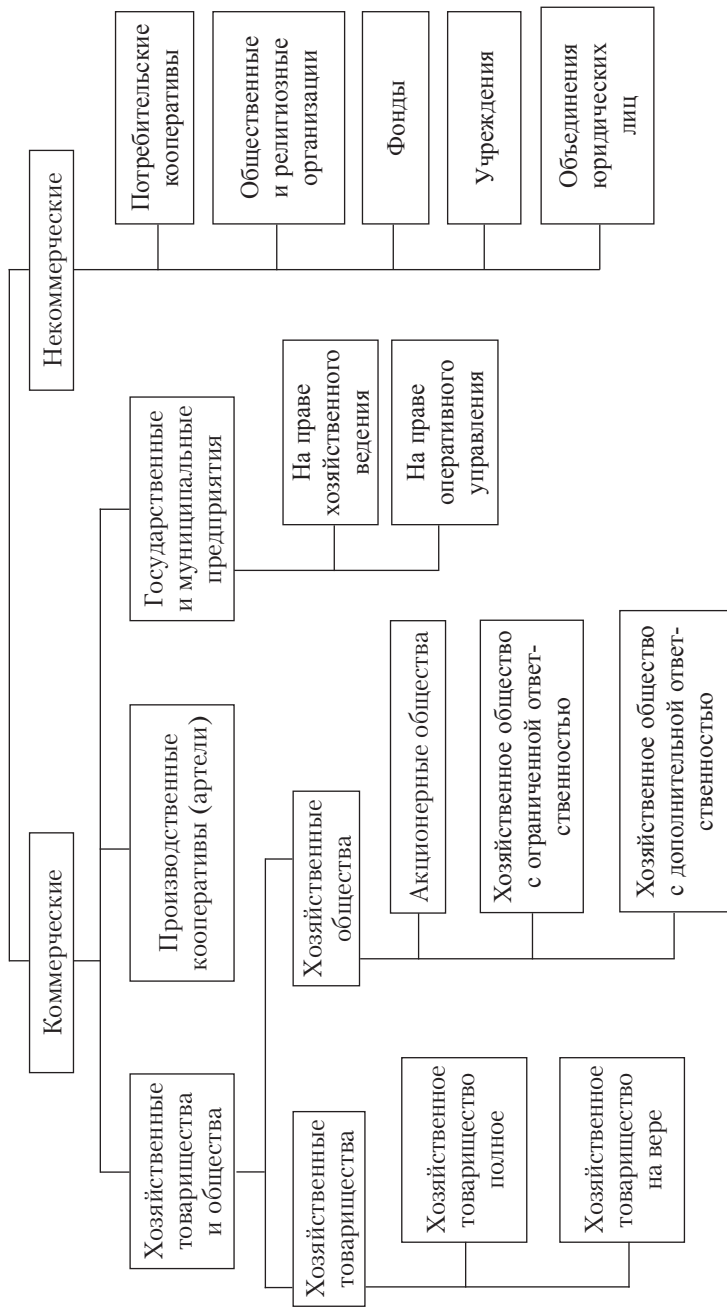 Коммерческие
Некоммерческие
Хозяйственные
товарищества
и общества
Производственные
кооперативы (артели)
Государственные
и муниципальные
предприятия
Хозяйственные
товарищества
Хозяйственное
товарищество
полное
Хозяйственное
товарищество
на вере
Хозяйственные
общества
Акционерные общества
Хозяйственное общество
с ограниченной ответ-
ственностью
Хозяйственное общество
с дополнительной ответ-
ственностью
На праве
хозяйственного
ведения
На праве
оперативного
управления
Потребительские
кооперативы
Общественные
и религиозные
организации
Фонды
Учреждения
Объединения
юридических
лиц